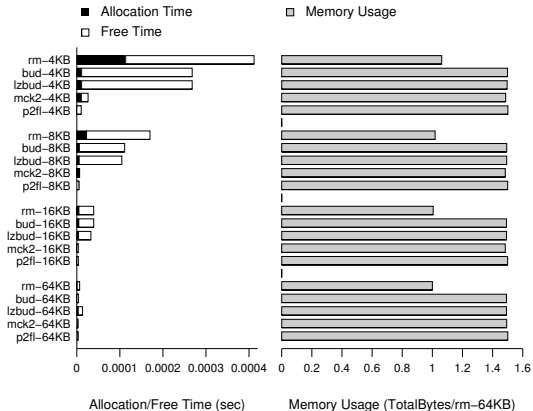 Allocation Time
Free Time
Memory Usage
rm−4KB
bud−4KB
lzbud−4KB
mck2−4KB
p2fl−4KB
rm−8KB
bud−8KB
lzbud−8KB
mck2−8KB
p2fl−8KB
rm−16KB
bud−16KB
lzbud−16KB
mck2−16KB
p2fl−16KB
rm−64KB
bud−64KB
lzbud−64KB
mck2−64KB
p2fl−64KB
0 0.0001 0.0002 0.0003 0.0004
0 0.2 0.4 0.6 0.8 1 1.2 1.4 1.6
Allocation/Free Time (sec)
Memory Usage (TotalBytes/rm−64KB)